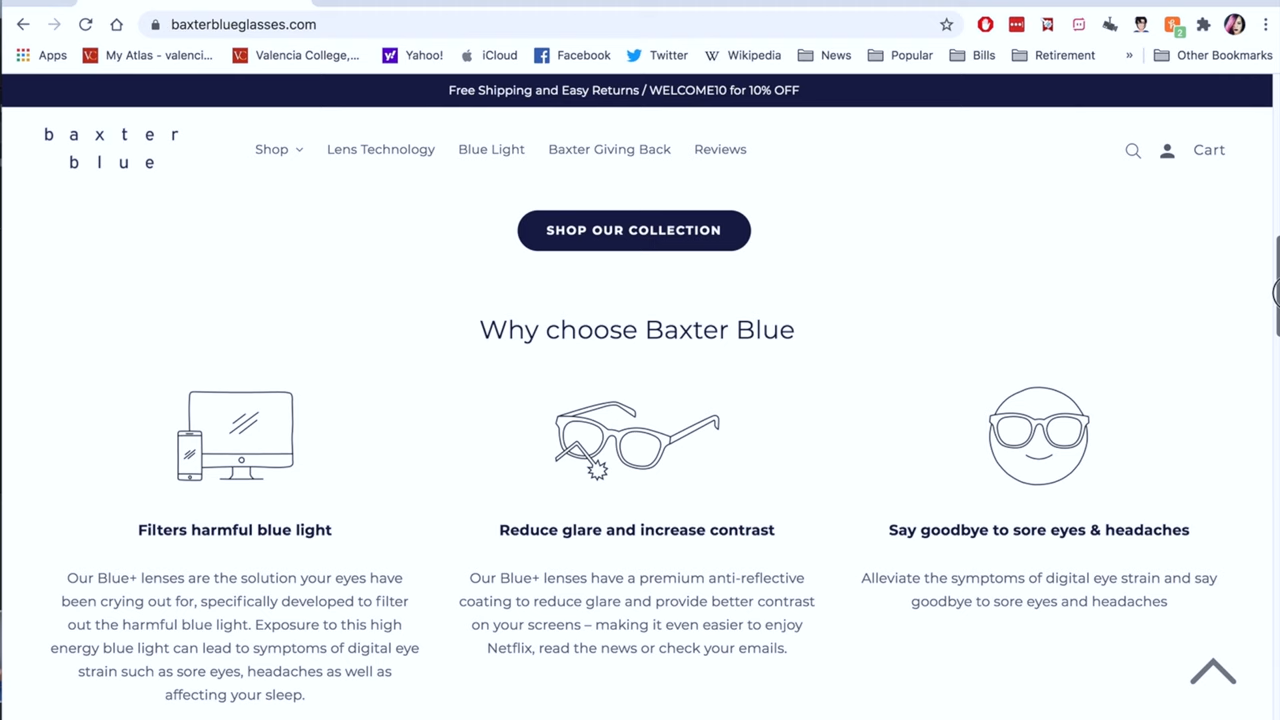 baxterblueglasses.com
2
Apps
My Atlas - valenci...
Valencia College,...
Yahoo!
iCloud
Facebook
Twitter
Wikipedia
News
Popular
Bills
Retirement
»
Other Bookmarks
Free Shipping and Easy Returns / WELCOME10 for 10% OFF
baxter
blue
Shop
Lens Technology
Blue Light
Baxter Giving Back
Reviews
Cart
SHOP OUR COLLECTION
Why choose Baxter Blue
Filters harmful blue light
Our Blue+ lenses are the solution your eyes have
been crying out for, specifically developed to filter
out the harmful blue light. Exposure to this high
energy blue light can lead to symptoms of digital eye
strain such as sore eyes, headaches as well as
affecting your sleep.
Reduce glare and increase contrast
Our Blue+ lenses have a premium anti-reflective
coating to reduce glare and provide better contrast
on your screens – making it even easier to enjoy
Netflix, read the news or check your emails.
Say goodbye to sore eyes & headaches
Alleviate the symptoms of digital eye strain and say
goodbye to sore eyes and headaches